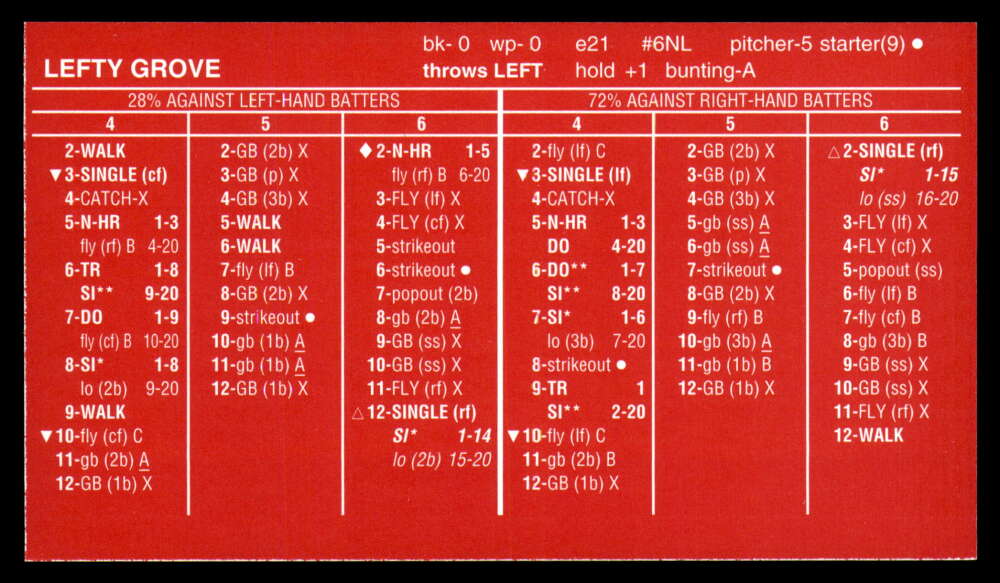 bk- 0 wp- 0 e21 #6NL pitcher-5 starter(9) ●
LEFTY GROVE throws LEFT hold +1 bunting-A
28% AGAINST LEFT-HAND BATTERS
4
2-WALK
▼3-SINGLE (cf)
4-CATCH-X
5-N-HR 1-3
fly (rf) B 4-20
6-TR 1-8
SI** 9-20
7-DO 1-9
fly (cf) B 10-20
8-SI* 1-8
lo (2b) 9-20
9-WALK
▼10-fly (cf) C
11-gb (2b) A
12-GB (1b) X
5
2-GB (2b) X
3-GB (p) X
4-GB (3b) X
5-WALK
6-WALK
7-fly (lf) B
8-GB (2b) X
9-strikeout ●
10-gb (1b) A
11-gb (1b) A
12-GB (1b) X
6
◆2-N-HR 1-5
fly (rf) B 6-20
3-FLY (lf) X
4-FLY (cf) X
5-strikeout
6-strikeout ●
7-popout (2b)
8-gb (2b) A
9-GB (ss) X
10-GB (ss) X
11-FLY (rf) X
△12-SINGLE (rf)
SI* 1-14
lo (2b) 15-20
72% AGAINST RIGHT-HAND BATTERS
4
2-fly (lf) C
▼3-SINGLE (lf)
4-CATCH-X
5-N-HR 1-3
DO 4-20
6-DO** 1-7
SI** 8-20
7-SI* 1-6
lo (3b) 7-20
8-strikeout ●
9-TR 1
SI** 2-20
▼10-fly (lf) C
11-gb (2b) B
12-GB (1b) X
5
2-GB (2b) X
3-GB (p) X
4-GB (3b) X
5-gb (ss) A
6-gb (ss) A
7-strikeout ●
8-GB (2b) X
9-fly (rf) B
10-gb (3b) A
11-gb (1b) B
12-GB (1b) X
6
△2-SINGLE (rf)
SI* 1-15
lo (ss) 16-20
3-FLY (lf) X
4-FLY (cf) X
5-popout (ss)
6-fly (lf) B
7-fly (cf) B
8-gb (3b) B
9-GB (ss) X
10-GB (ss) X
11-FLY (rf) X
12-WALK